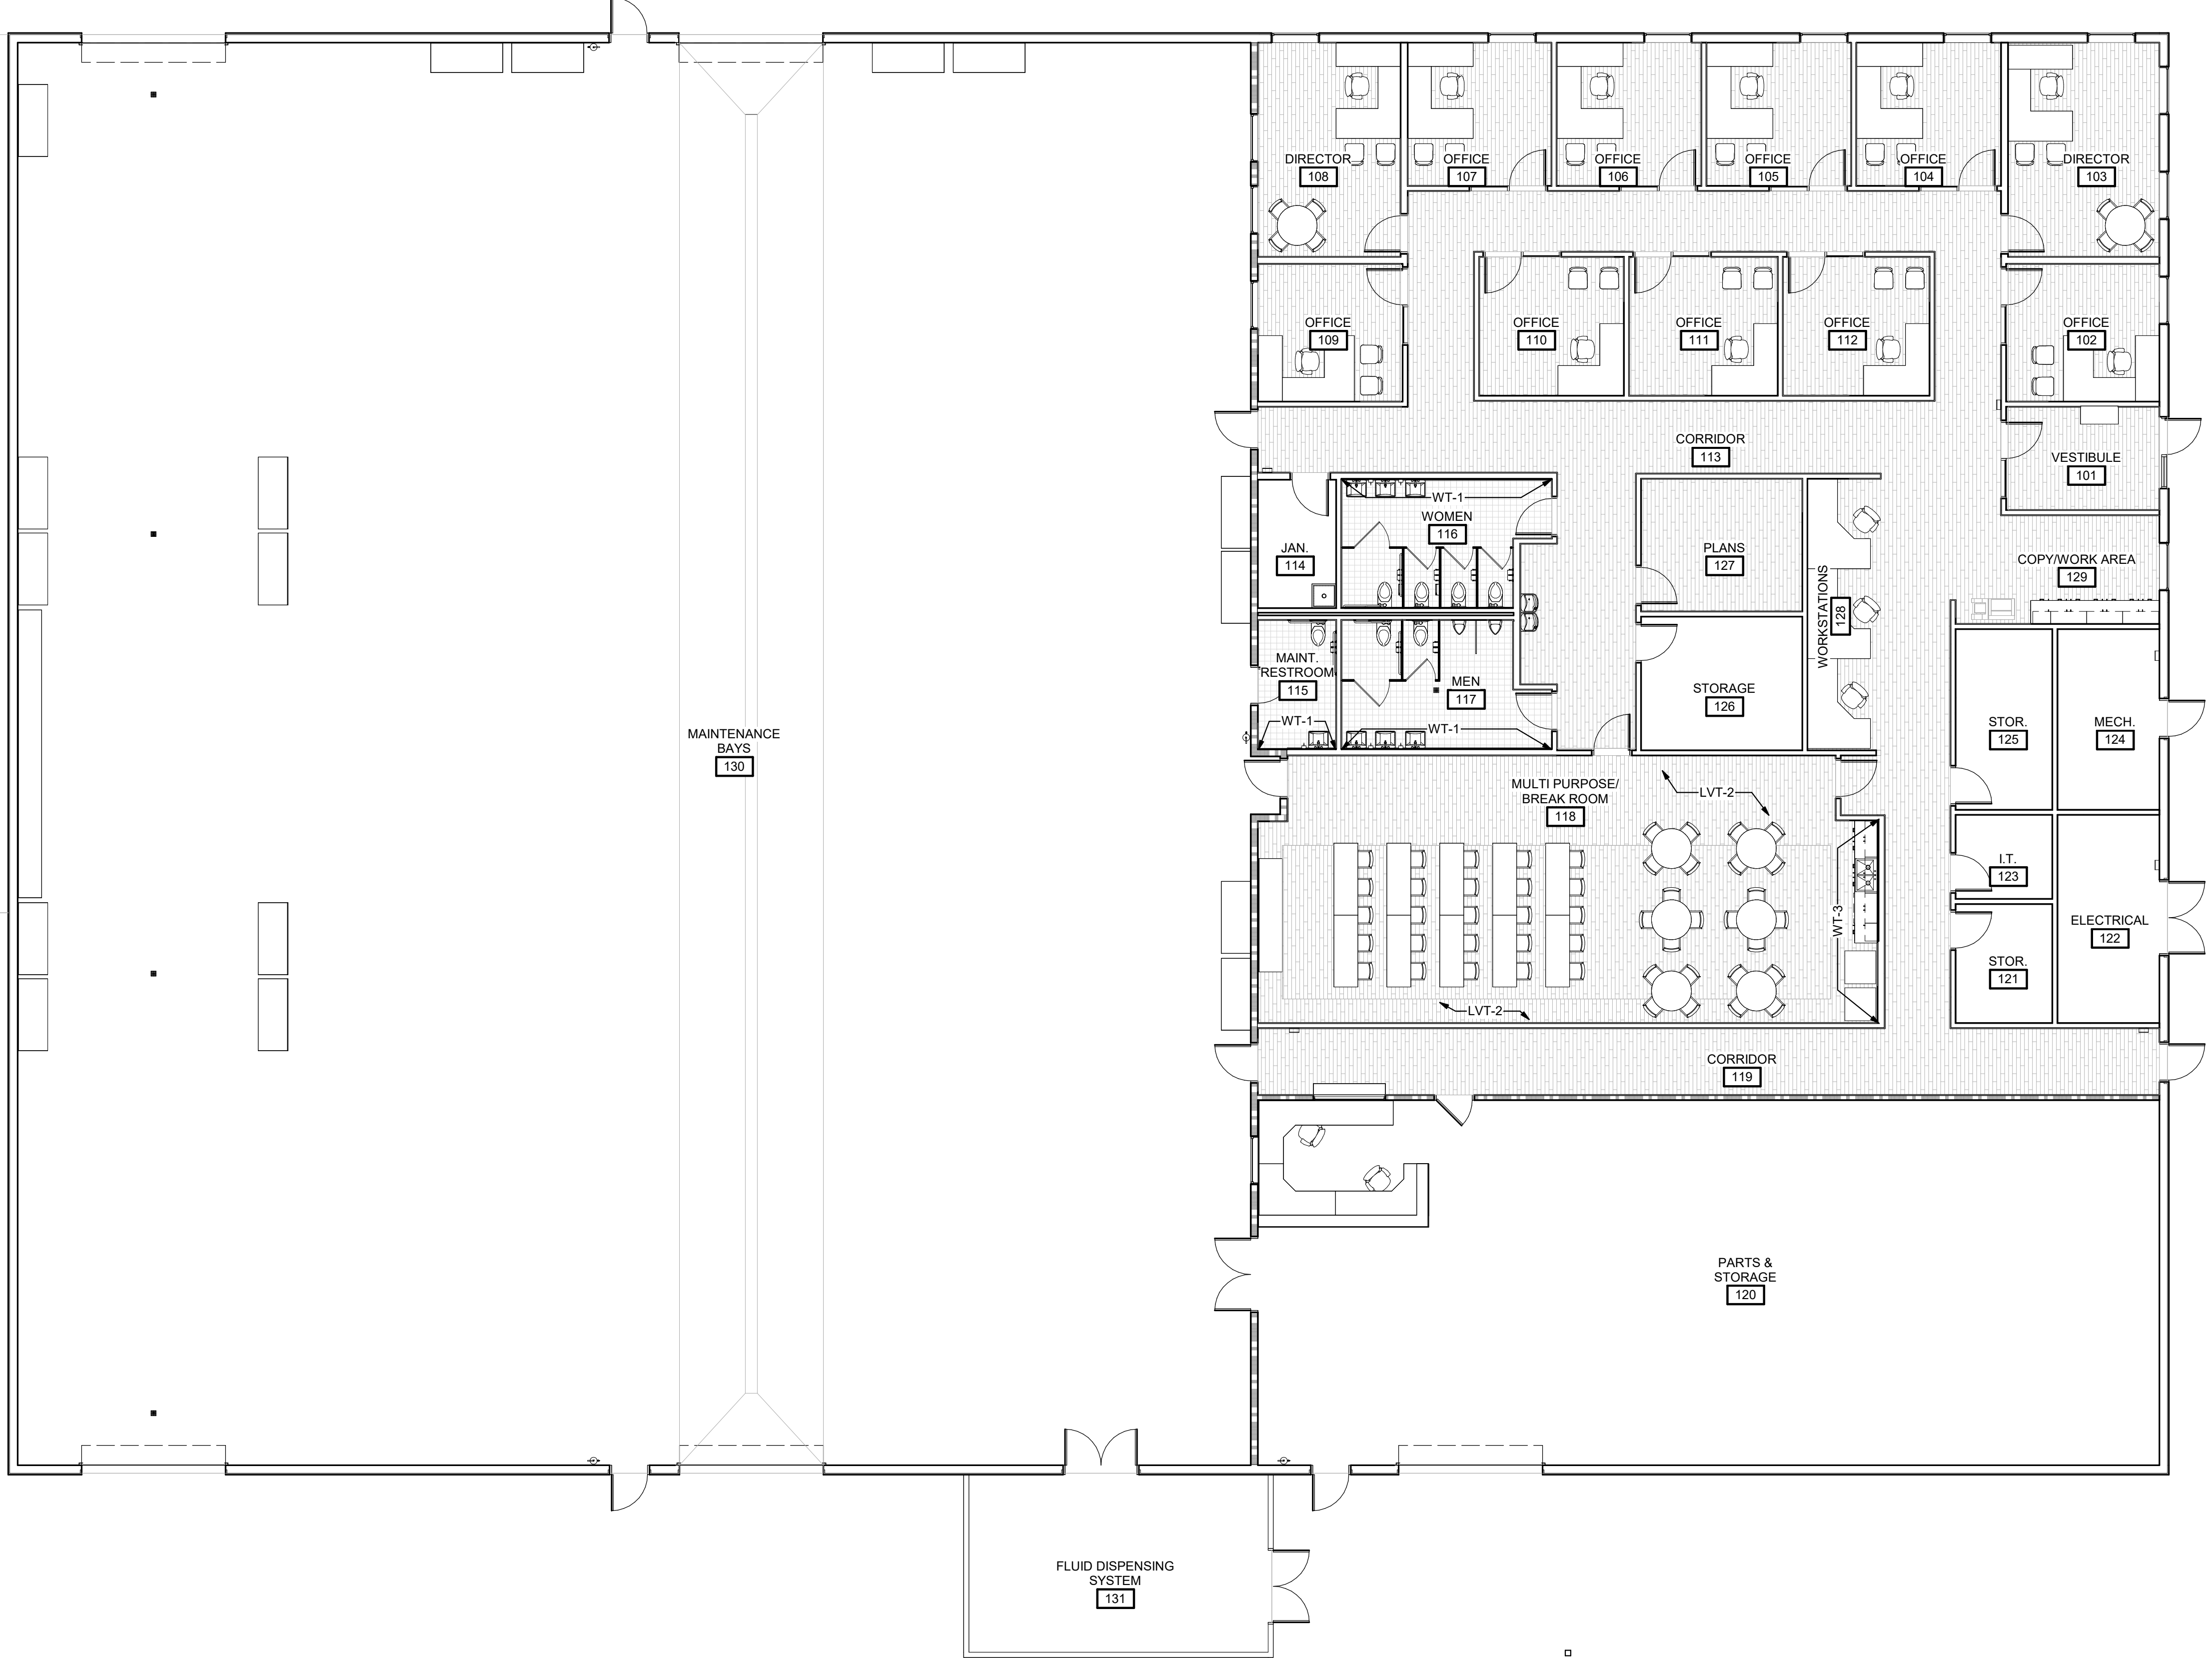 DIRECTOR
108
OFFICE
107
OFFICE
106
OFFICE
105
OFFICE
104
DIRECTOR
103
OFFICE
109
OFFICE
110
OFFICE
111
OFFICE
112
OFFICE
102
CORRIDOR
113
VESTIBULE
101
WT-1
WOMEN
116
JAN.
114
PLANS
127
WORKSTATIONS
128
COPY/WORK AREA
129
MAINT.
RESTROOM
115
WT-1
MEN
117
WT-1
STORAGE
126
STOR.
125
MECH.
124
MAINTENANCE
BAYS
130
MULTI PURPOSE/
BREAK ROOM
118
LVT-2
WT-3
I.T.
123
ELECTRICAL
122
STOR.
121
LVT-2
CORRIDOR
119
PARTS &
STORAGE
120
FLUID DISPENSING
SYSTEM
131